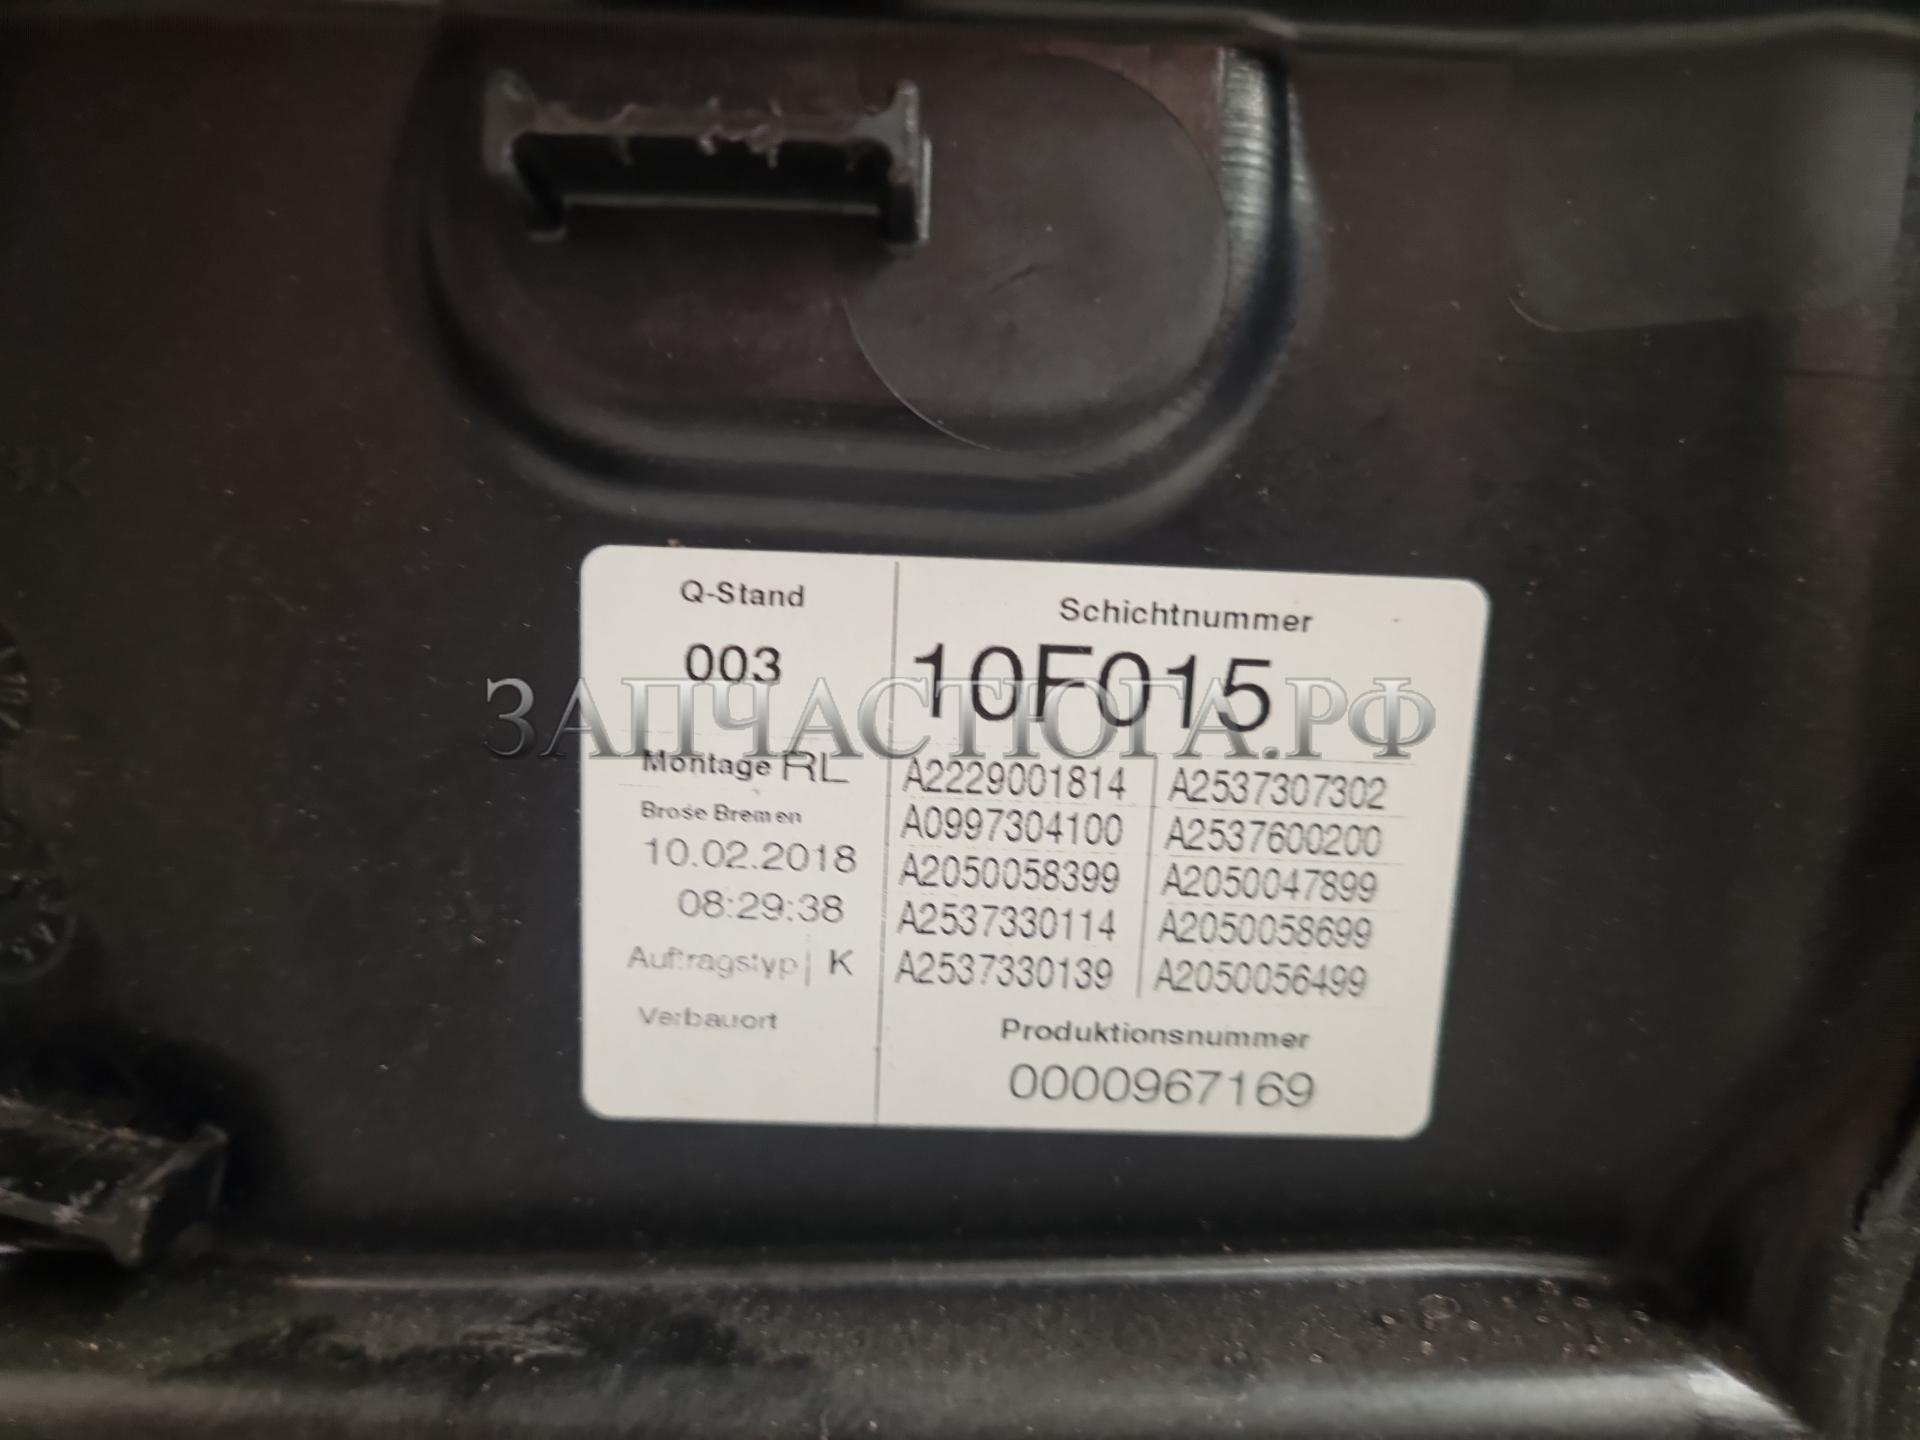 Q-Stand
003
Montage RL
Brose Bremen
10.02.2018
08:29:38
Auftragstyp K
Verbauort
Schichtnummer
10F015
A2229001814 A2537307302
A0997304100 A2537600200
A2050058399 A2050047899
A2537330114 A2050058699
A2537330139 A2050056499
Produktionsnummer
0000967169
ЗАПЧАСТЮГА.РФ